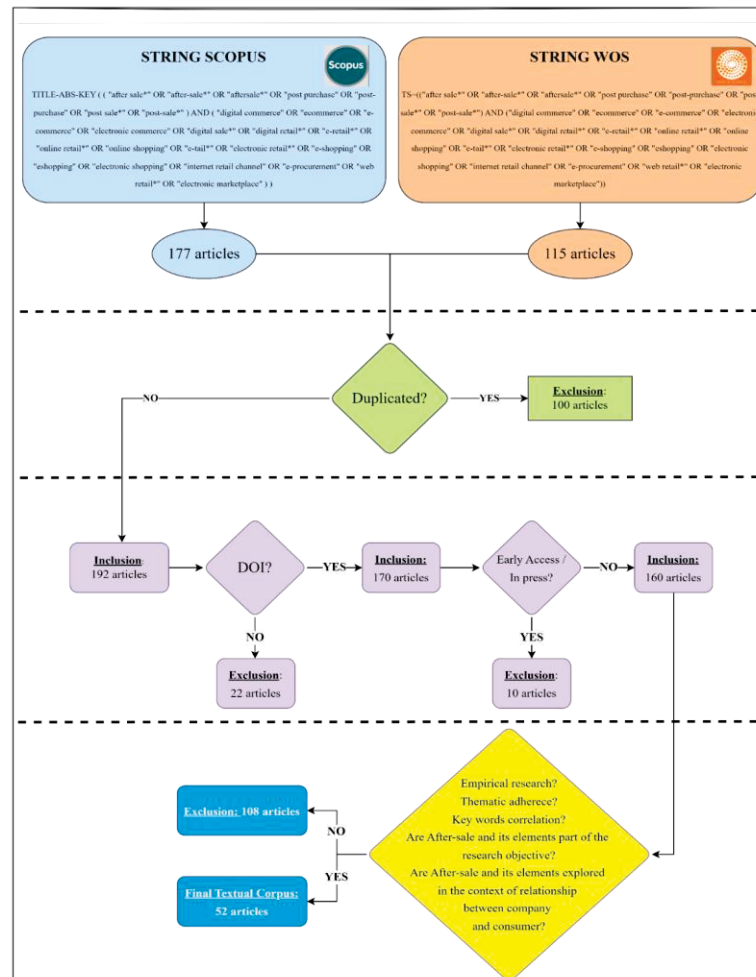 STRING SCOPUS
Scopus
TITLE-ABS-KEY ( ( "after sale*" OR "after-sale*" OR "aftersale*" OR "post purchase" OR "post-
purchase" OR "post sale*" OR "post-sale*" ) AND ( "digital commerce" OR "ecommerce" OR "e-
commerce" OR "electronic commerce" OR "digital sale*" OR "digital retail*" OR "e-retail*" OR
"online retail*" OR "online shopping" OR "e-tail*" OR "electronic retail*" OR "e-shopping" OR
"eshopping" OR "electronic shopping" OR "internet retail channel" OR "e-procurement" OR "web
retail*" OR "electronic marketplace" ) )
STRING WOS
TS=(("after sale*" OR "after-sale*" OR "aftersale*" OR "post purchase" OR "post-purchase" OR "post
sale*" OR "post-sale*") AND ("digital commerce" OR "ecommerce" OR "e-commerce" OR "electronic
commerce" OR "digital sale*" OR "digital retail*" OR "e-retail*" OR "online retail*" OR "online
shopping" OR "e-tail*" OR "electronic retail*" OR "e-shopping" OR "eshopping" OR "electronic
shopping" OR "internet retail channel" OR "e-procurement" OR "web retail*" OR "electronic
marketplace"))
177 articles
115 articles
Duplicated?
NO
YES
Exclusion:
100 articles
Inclusion:
192 articles
DOI?
YES
Inclusion:
170 articles
Early Access /
In press?
NO
Inclusion:
160 articles
NO
YES
Exclusion:
22 articles
Exclusion:
10 articles
Empirical research?
Thematic adherece?
Key words correlation?
Are After-sale and its elements part of the
research objective?
Are After-sale and its elements explored
in the context of relationship
between company
and consumer?
Exclusion: 108 articles
NO
YES
Final Textual Corpus:
52 articles